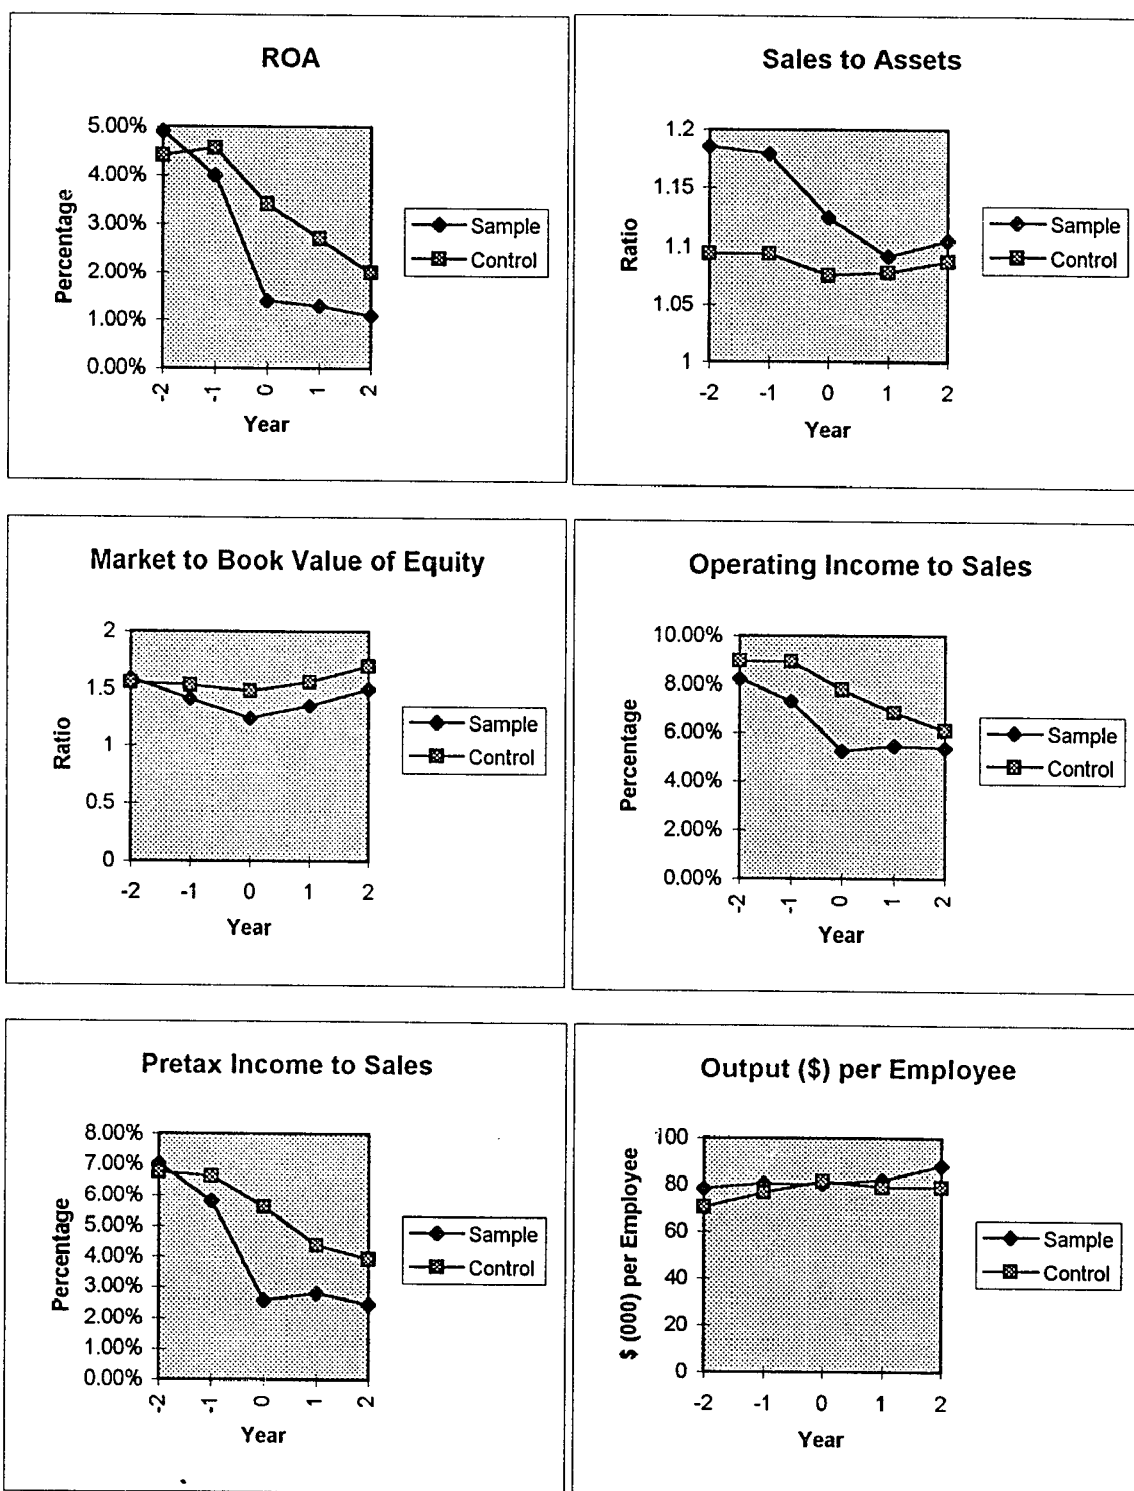 ROA
5.00%
4.00%
3.00%
2.00%
1.00%
0.00%
Percentage
-2
-1
0
1
2
Year
Sample
Control
Sales to Assets
1.2
1.15
1.1
1.05
1
Ratio
-2
-1
0
1
2
Year
Sample
Control
Market to Book Value of Equity
2
1.5
1
0.5
0
Ratio
-2
-1
0
1
2
Year
Sample
Control
Operating Income to Sales
10.00%
8.00%
6.00%
4.00%
2.00%
0.00%
Percentage
-2
-1
0
1
2
Year
Sample
Control
Pretax Income to Sales
8.00%
7.00%
6.00%
5.00%
4.00%
3.00%
2.00%
1.00%
0.00%
Percentage
-2
-1
0
1
2
Year
Sample
Control
Output ($) per Employee
100
80
60
40
20
0
$ (000) per Employee
-2
-1
0
1
2
Year
Sample
Control